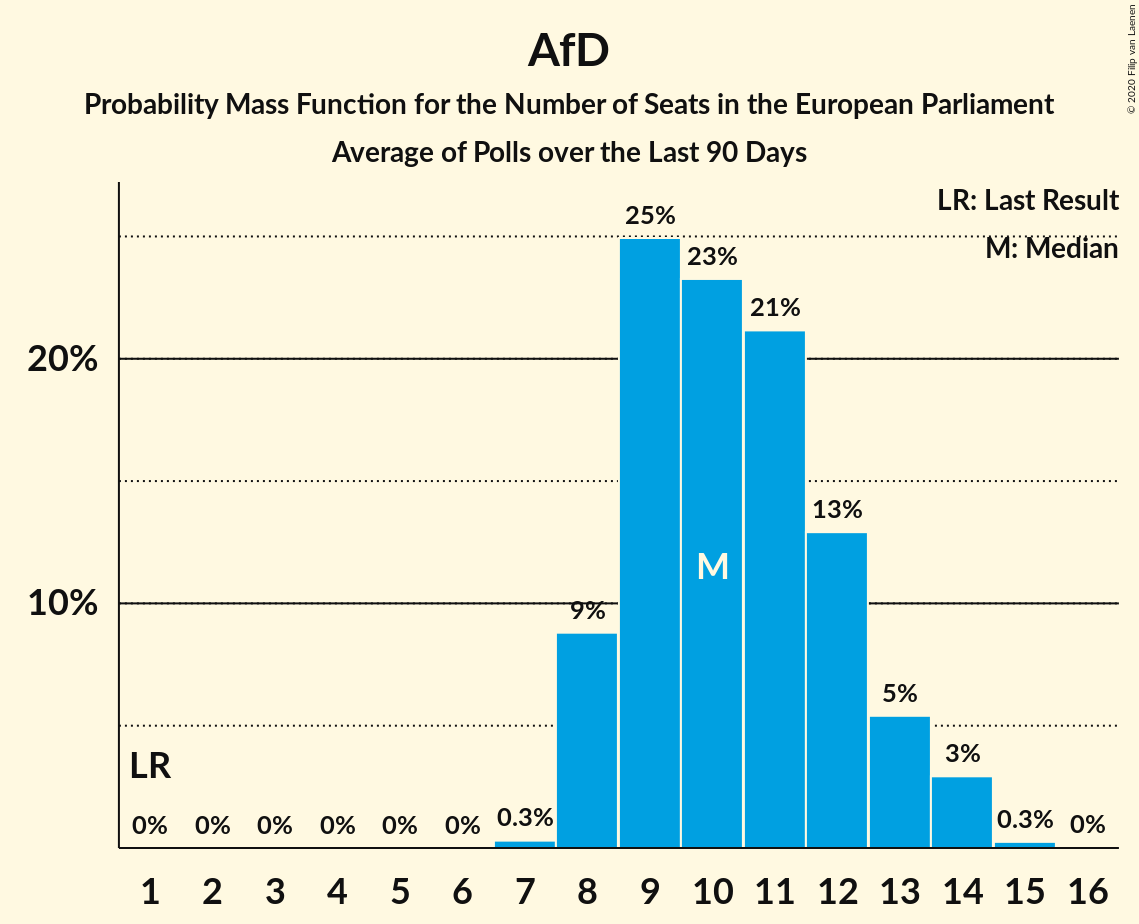 AfD
Probability Mass Function for the Number of Seats in the European Parliament
Average of Polls over the Last 90 Days
© 2020 Filip van Laenen
LR: Last Result
M: Median
25%
23%
21%
20%
13%
M
10%
9%
5%
3%
LR
0% 0% 0% 0% 0% 0% 0.3% 0.3% 0%
1 2 3 4 5 6 7 8 9 10 11 12 13 14 15 16